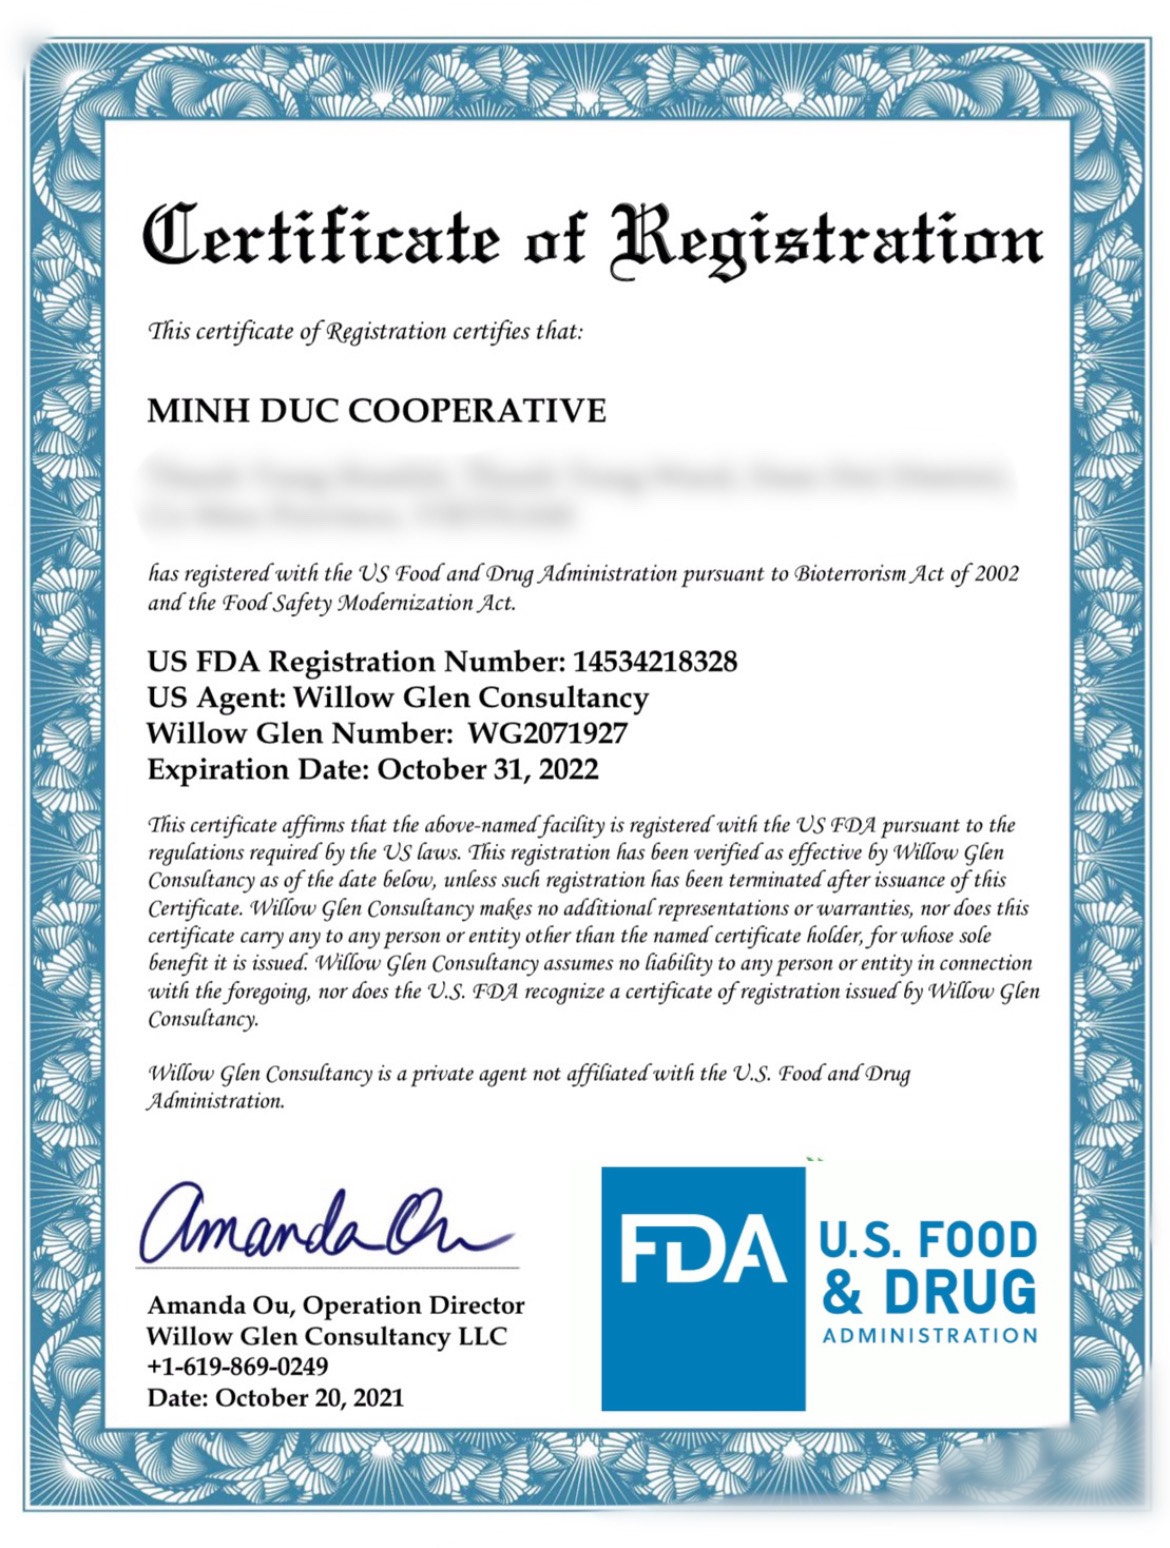 Certificate of Registration
This certificate of Registration certifies that:
MINH DUC COOPERATIVE
has registered with the US Food and Drug Administration pursuant to Bioterrorism Act of 2002
and the Food Safety Modernization Act.
US FDA Registration Number: 14534218328
US Agent: Willow Glen Consultancy
Willow Glen Number: WG2071927
Expiration Date: October 31, 2022
This certificate affirms that the above-named facility is registered with the US FDA pursuant to the
regulations required by the US laws. This registration has been verified as effective by Willow Glen
Consultancy as of the date below, unless such registration has been terminated after issuance of this
Certificate. Willow Glen Consultancy makes no additional representations or warranties, nor does this
certificate carry any to any person or entity other than the named certificate holder, for whose sole
benefit it is issued. Willow Glen Consultancy assumes no liability to any person or entity in connection
with the foregoing, nor does the U.S. FDA recognize a certificate of registration issued by Willow Glen
Consultancy.
Willow Glen Consultancy is a private agent not affiliated with the U.S. Food and Drug
Administration.
Amanda Ou
Amanda Ou, Operation Director
Willow Glen Consultancy LLC
+1-619-869-0249
Date: October 20, 2021
FDA
U.S. FOOD
& DRUG
ADMINISTRATION